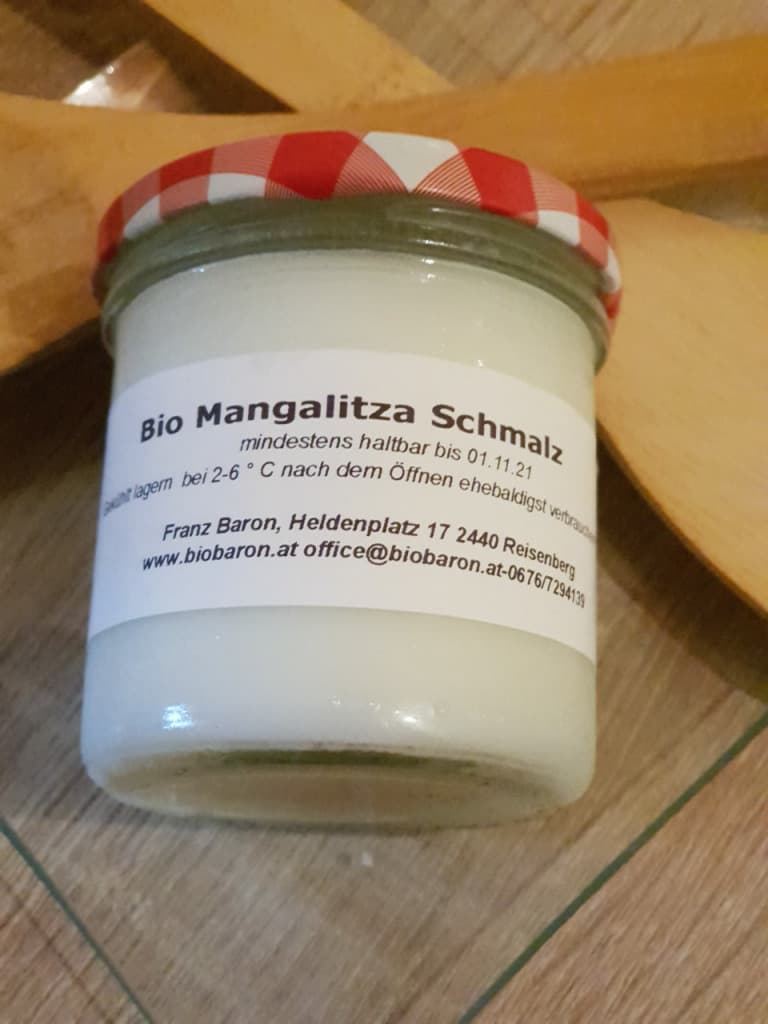 Bio Mangalitza Schmalz
mindestens haltbar bis 01.11.21
Gekühlt lagern bei 2-6 ° C nach dem Öffnen ehebaldigst
Franz Baron, Heldenplatz 17 2440 Reisenberg
www.biobaron.at office@biobaron.at-0676/7294139